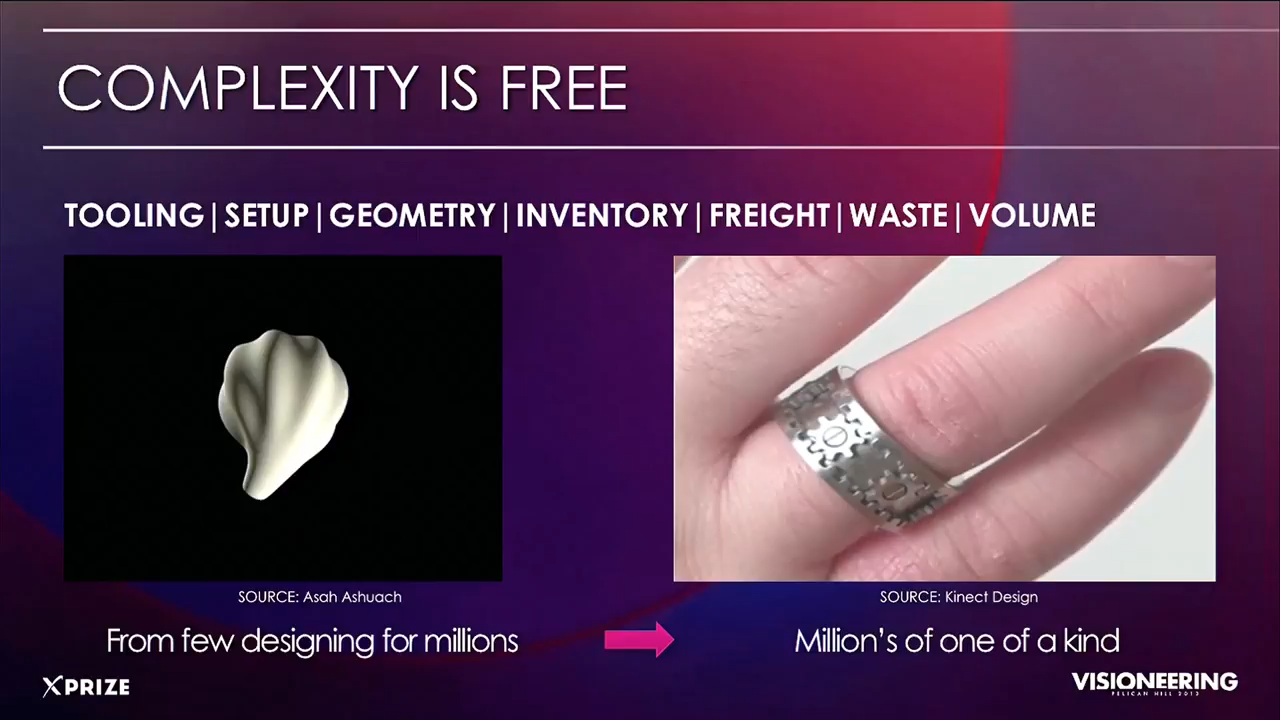 COMPLEXITY IS FREE
TOOLING | SETUP | GEOMETRY | INVENTORY | FREIGHT | WASTE | VOLUME
SOURCE: Asah Ashuach
SOURCE: Kinect Design
From few designing for millions
Million's of one of a kind
XPRIZE
VISIONEERING
PELICAN HILL 2013